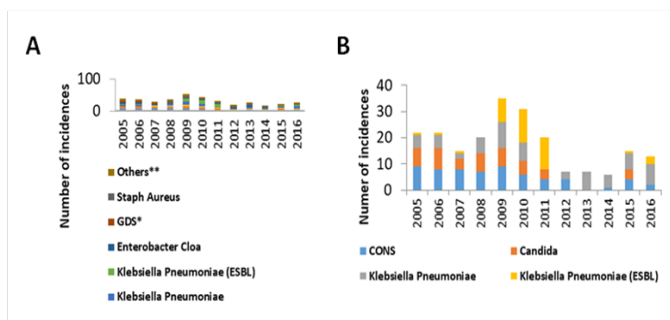 A
Number of incidences
100
0
2005
2006
2007
2008
2009
2010
2011
2012
2013
2014
2015
2016
Others**
Staph Aureus
GDS*
Enterobacter Cloa
Klebsiella Pneumoniae (ESBL)
Klebsiella Pneumoniae
B
Numer of incidences
40
30
20
10
0
2005
2006
2007
2008
2009
2010
2011
2012
2013
2014
2015
2016
CONS
Candida
Klebsiella Pneumoniae
Klebsiella Pneumoniae (ESBL)